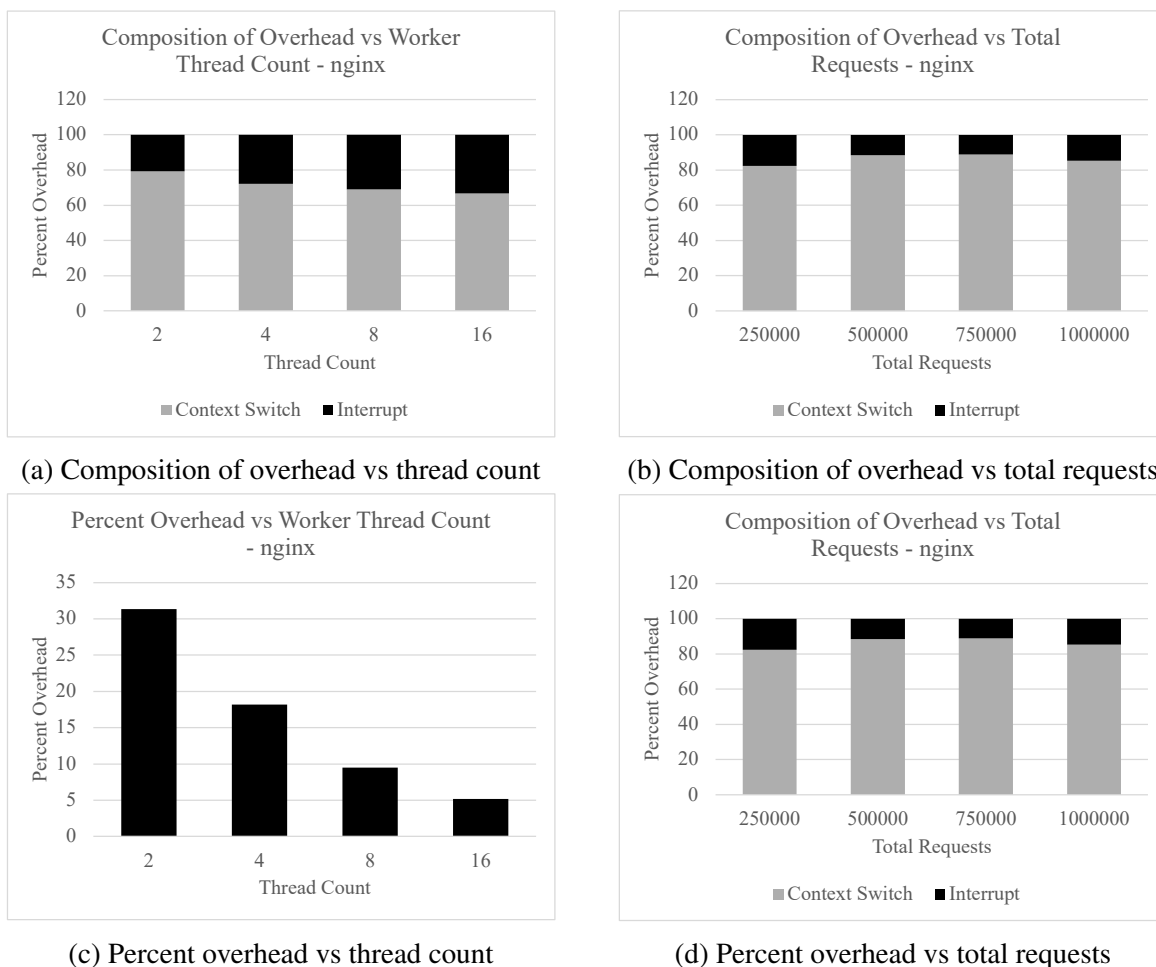 Composition of Overhead vs Worker
Thread Count - nginx
120
100
80
60
40
20
0
Percent Overhead
2 4 8 16
Thread Count
Context Switch Interrupt
(a) Composition of overhead vs thread count
Composition of Overhead vs Total
Requests - nginx
120
100
80
60
40
20
0
Percent Overhead
250000 500000 750000 1000000
Total Requests
Context Switch Interrupt
(b) Composition of overhead vs total requests
Percent Overhead vs Worker Thread Count
- nginx
35
30
25
20
15
10
5
0
Percent Overhead
2 4 8 16
Thread Count
(c) Percent overhead vs thread count
Composition of Overhead vs Total
Requests - nginx
120
100
80
60
40
20
0
Percent Overhead
250000 500000 750000 1000000
Total Requests
Context Switch Interrupt
(d) Percent overhead vs total requests